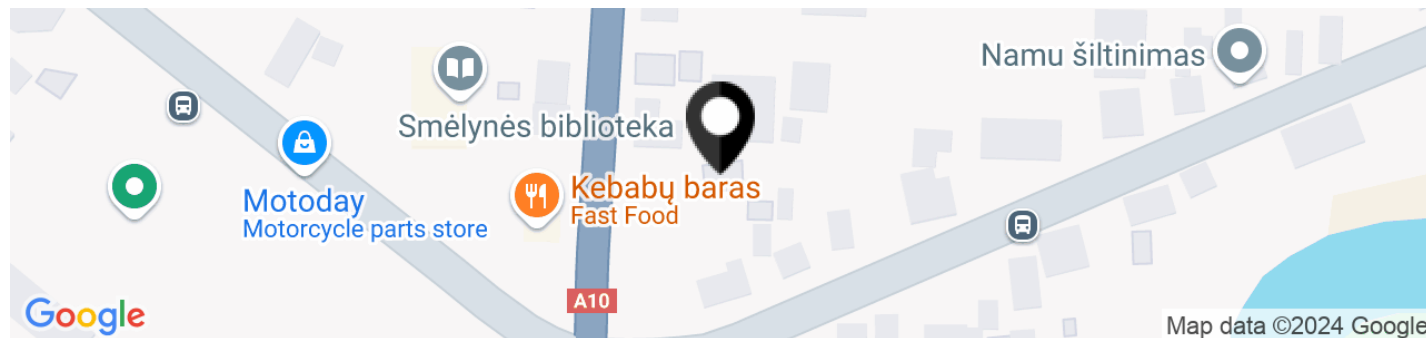 Namu šiltinimas
Smėlynės biblioteka
Kebabų baras
Fast Food
Motoday
Motorcycle parts store
A10
Google
Map data ©2024 Google